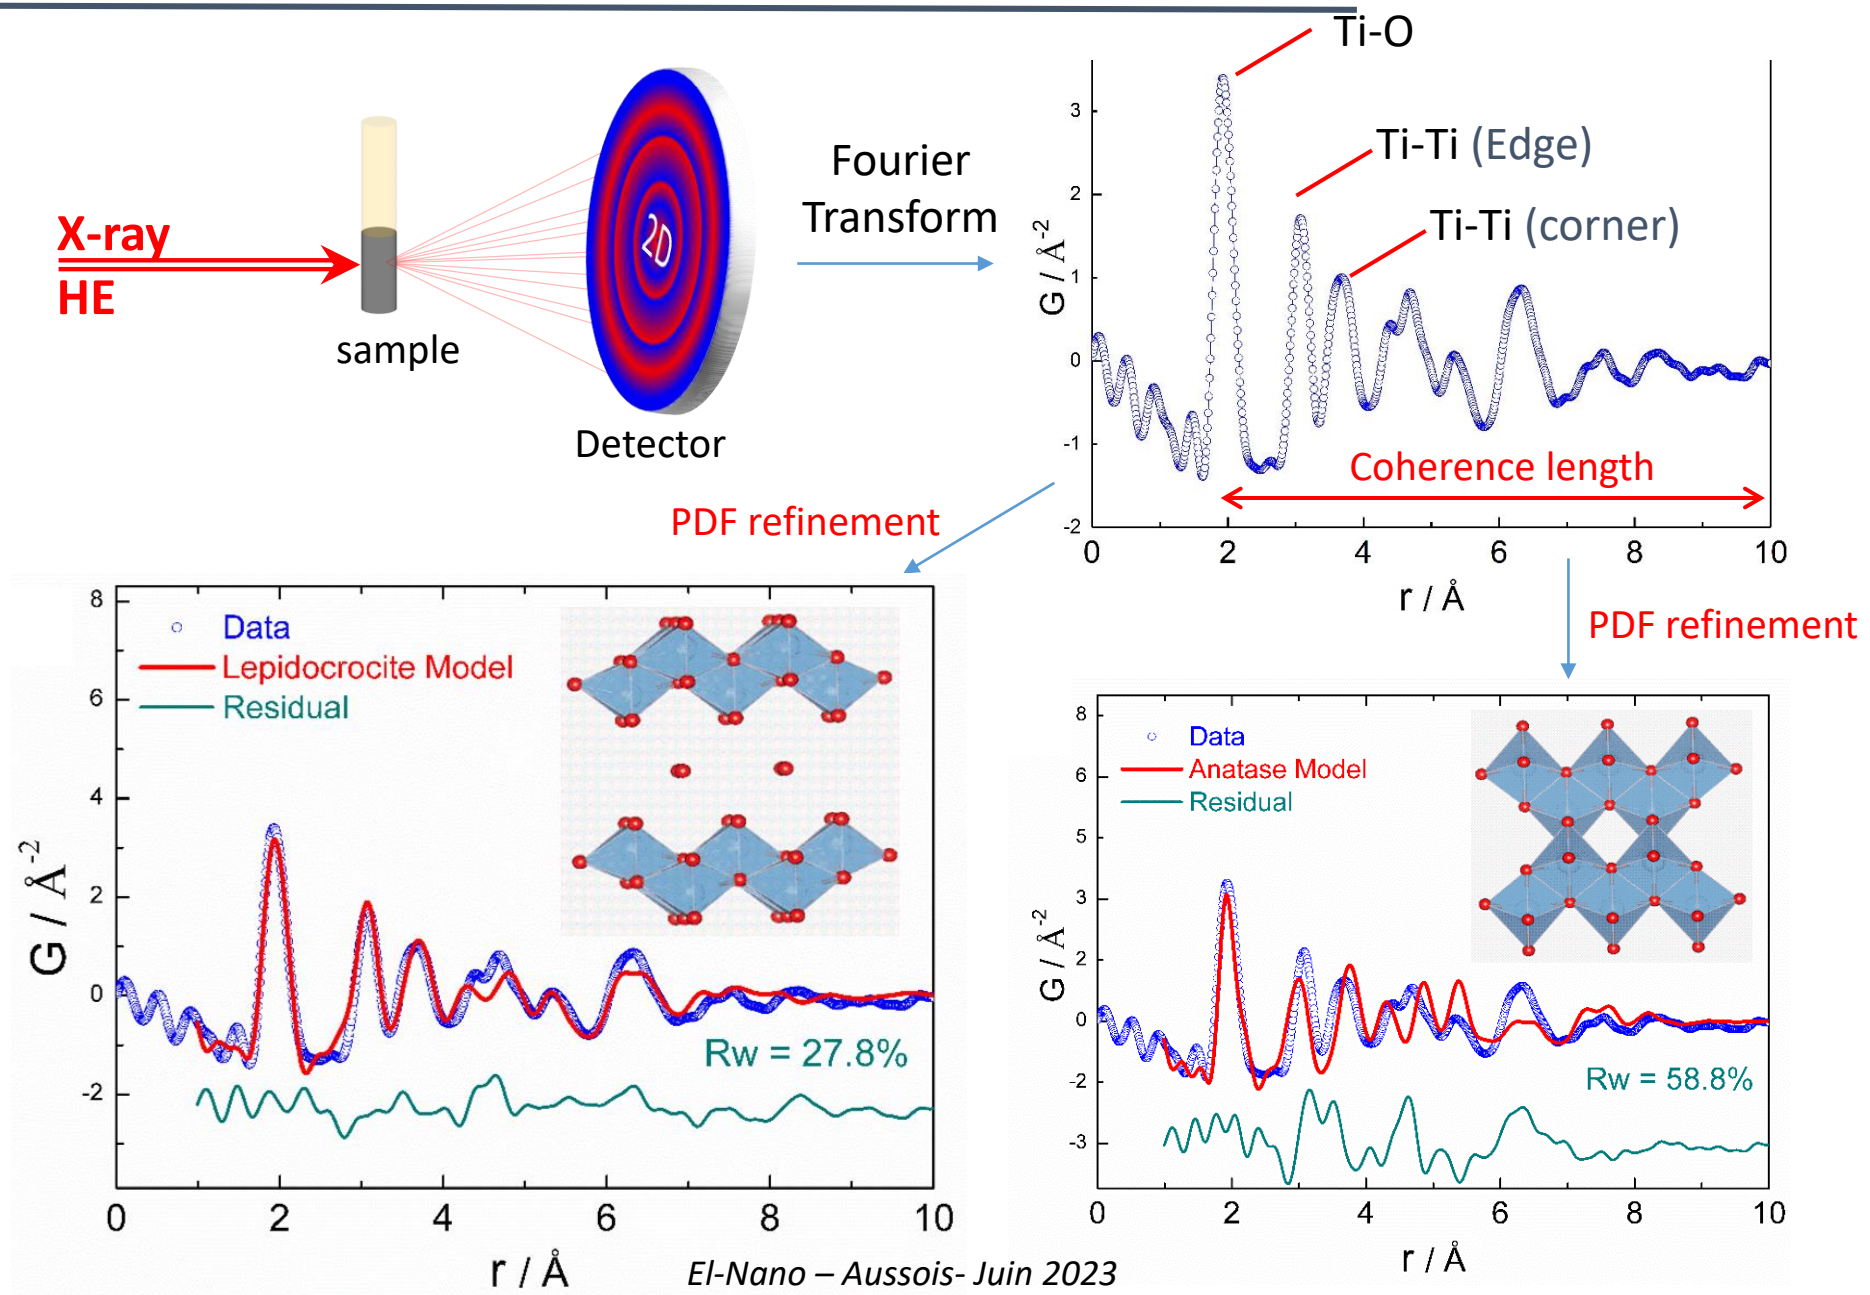 X-ray
HE
sample
2D
Detector
Fourier
Transform
Ti-O
Ti-Ti (Edge)
Ti-Ti (corner)
G / Å-2
3
2
1
0
-1
-2
Coherence length
0 2 4 6 8 10
r / Å
PDF refinement
PDF refinement
8
6
4
2
0
-2
G / Å-2
Data
Lepidocrocite Model
Residual
Rw = 27.8%
0 2 4 6 8 10
r / Å
8
6
5
3
2
0
-2
-3
G / Å-2
Data
Anatase Model
Residual
Rw = 58.8%
0 2 4 6 8 10
r / Å
El-Nano – Aussois- Juin 2023